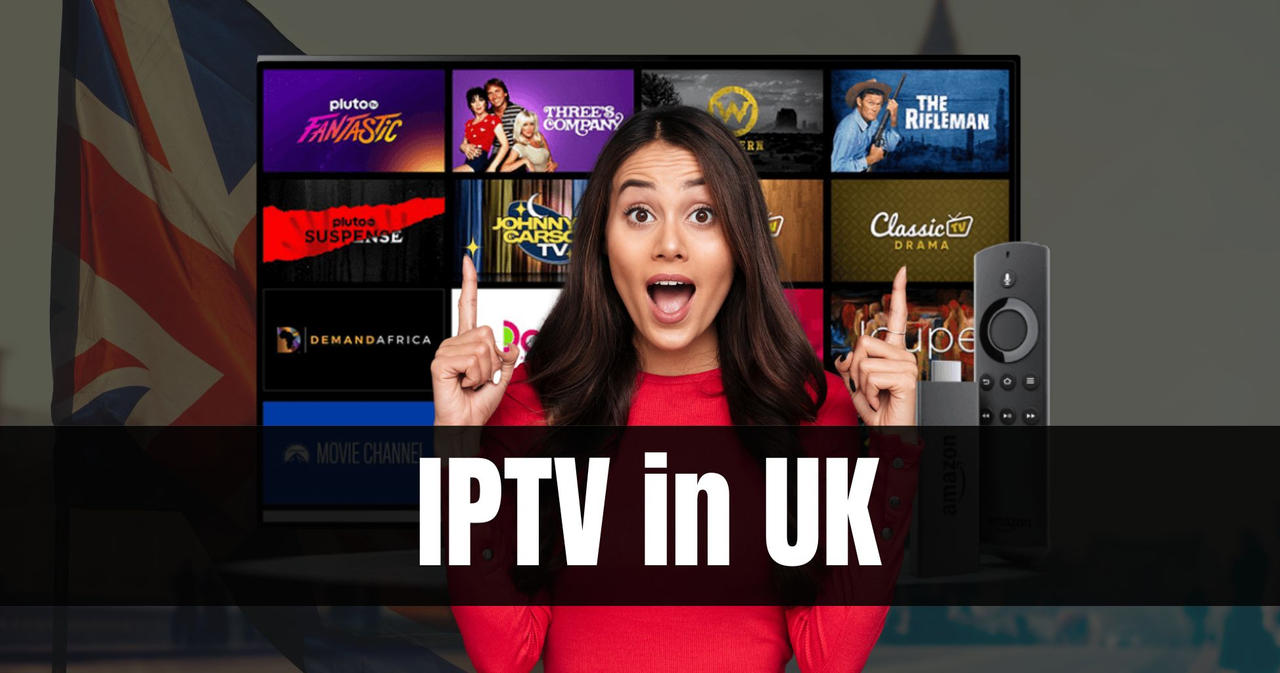 pluto tv
FANTASTIC
THREE'S
COMPANY
W
THE
RIFLEMAN
pluto tv
SUSPENSE
JOHNNY
CARSO
TV
Classic TV
DRAMA
DEMANDAFRICA
MOVIE CHANNEL
amazon
IPTV in UK